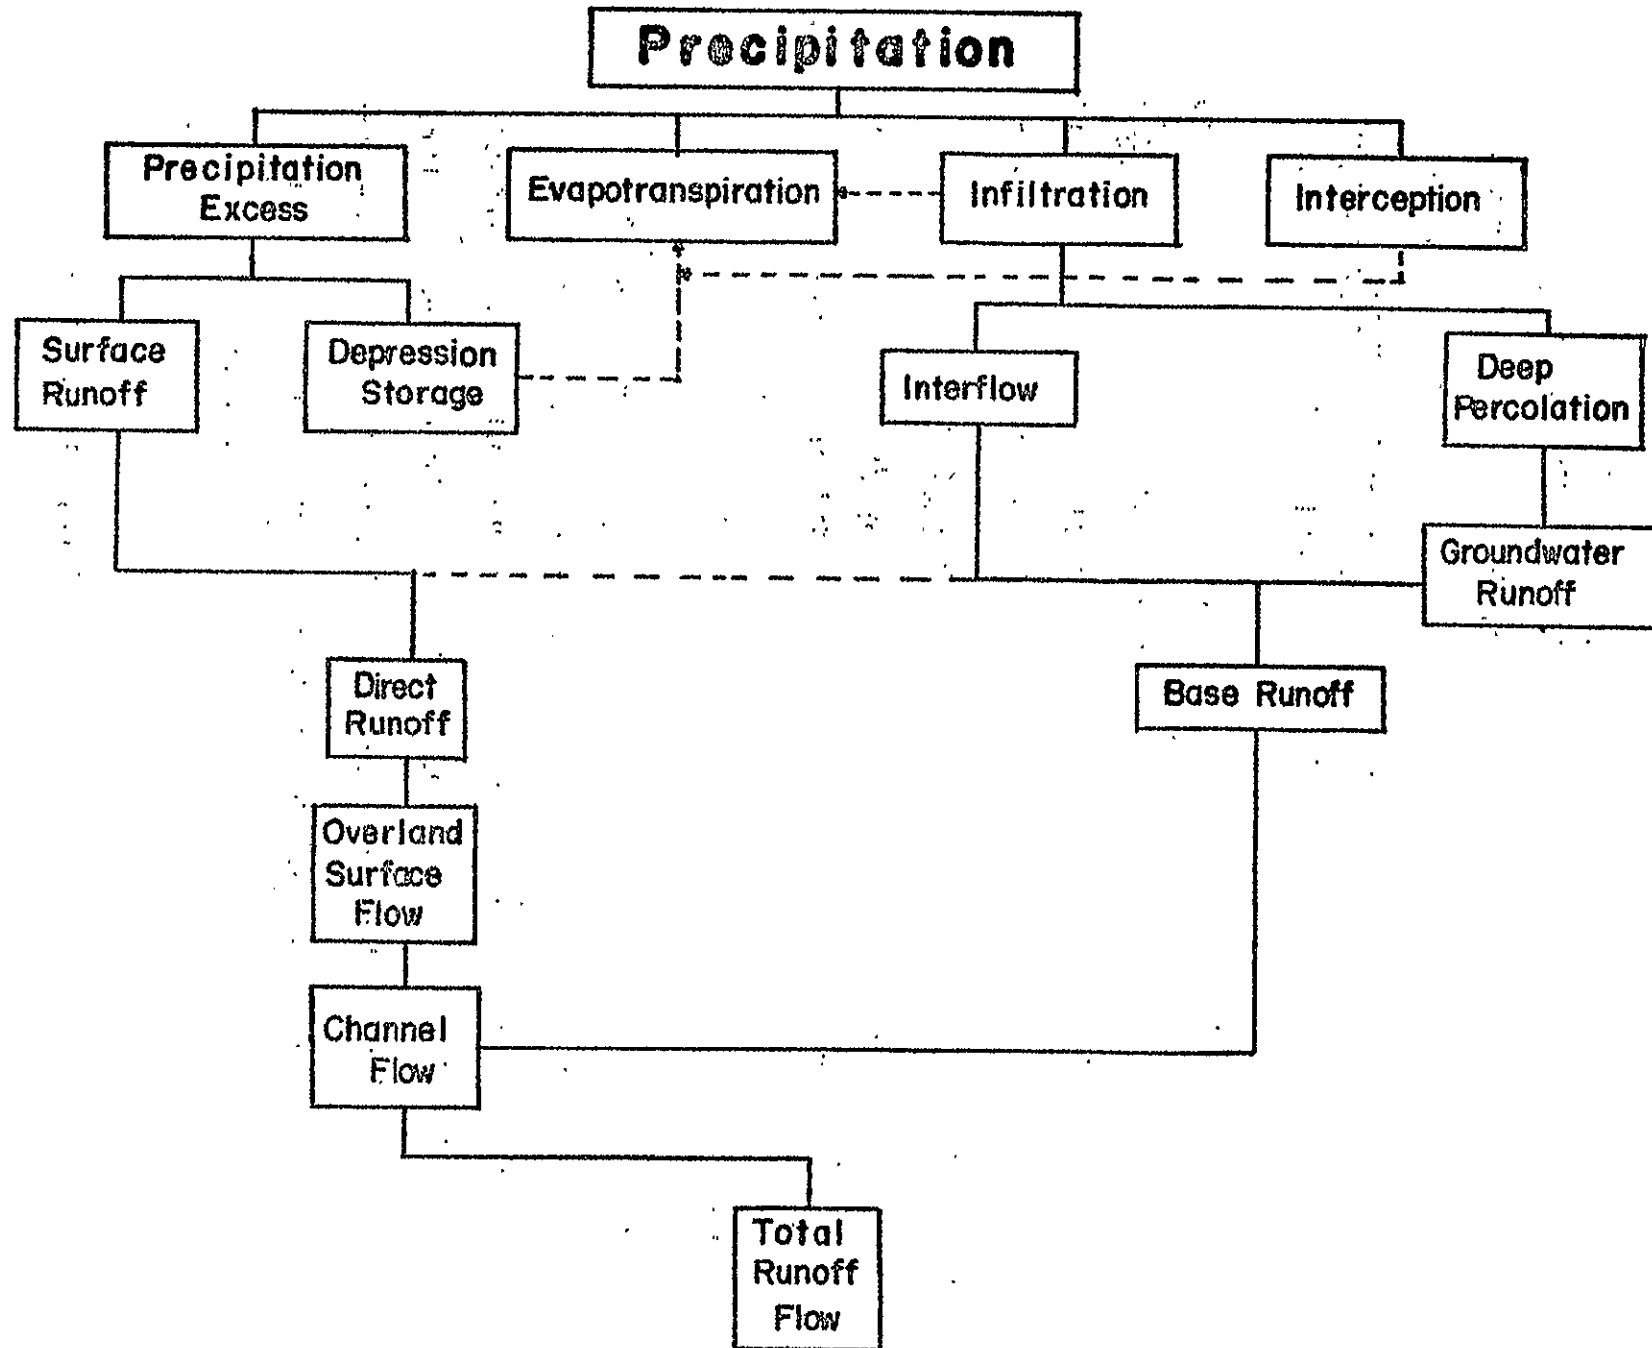 Precipitation
Precipitation
Excess
Evapotranspiration
Infiltration
Interception
Surface
Runoff
Depression
Storage
Interflow
Deep
Percolation
Groundwater
Runoff
Direct
Runoff
Base Runoff
Overland
Surface
Flow
Channel
Flow
Total
Runoff
Flow